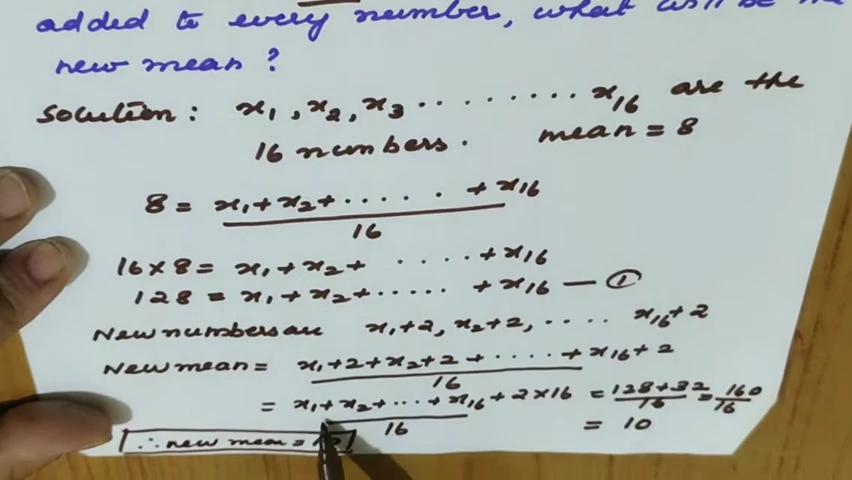 added to every number, what will be the
new mean?
Solution: x₁, x₂, x₃ ......... x₁₆ are the
16 numbers. mean = 8
8 = x₁+x₂+..... . +x₁₆
16
16×8 = x₁+x₂+ .....+x₁₆
128 = x₁+x₂+..... +x₁₆ — ①
New numbers are x₁+2, x₂+2, .... x₁₆+2
New mean = x₁+2+x₂+2+.....+x₁₆+2
16
= x₁+x₂+...+x₁₆+2×16 = 128+32 = 160
16 16 16
= 10
∴ new mean = 10